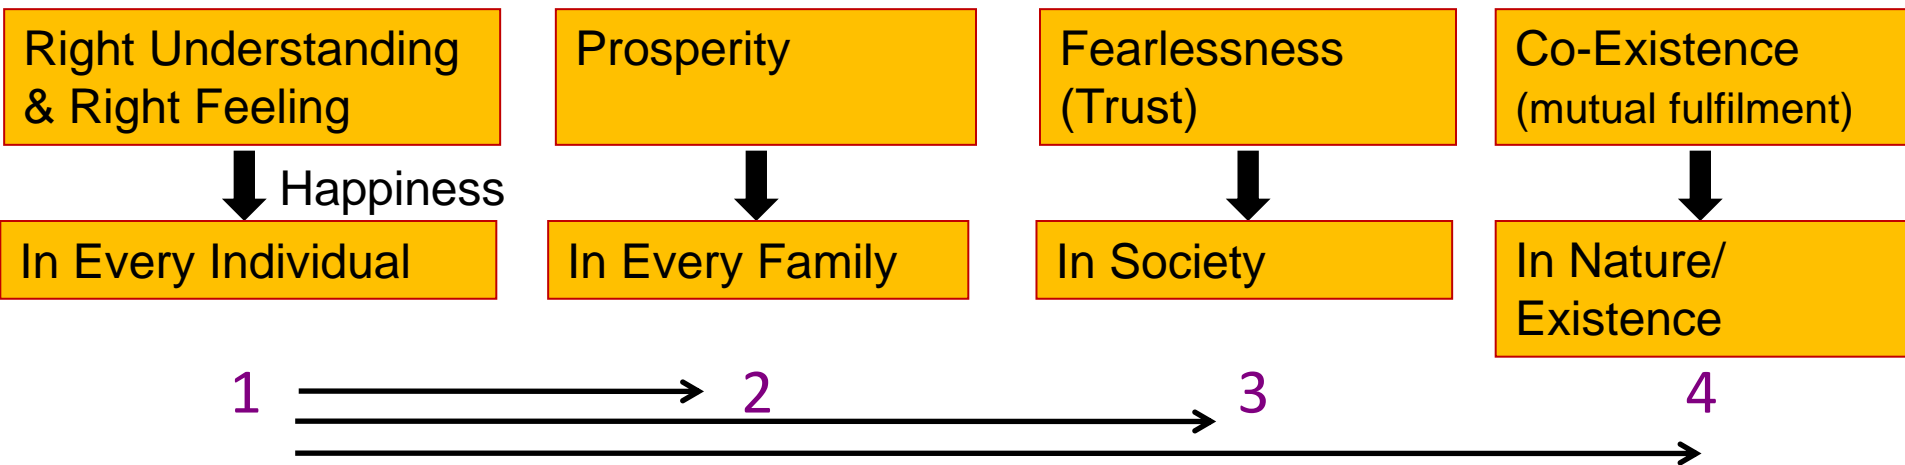 Right Understanding
& Right Feeling
Prosperity
Fearlessness
(Trust)
Co-Existence
(mutual fulfilment)
Happiness
In Every Individual
In Every Family
In Society
In Nature/
Existence
1
2
3
4